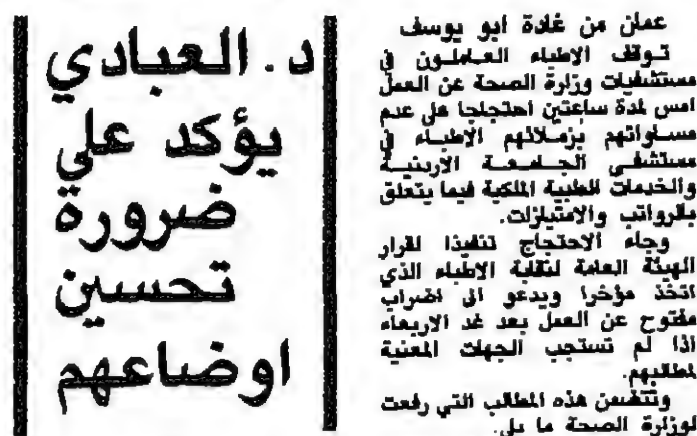 د. العبادي
يؤكد على
ضرورة
تحسين
اوضاعهم
عمان من غادة ابو يوسف
توقف الاطباء العاملون في
مستشفيات وزارة الصحة عن العمل
امس لمدة ساعتين احتجاجا على عدم
مساواتهم بزملائهم الاطباء في
مستشفى الجامعة الاردنية
والخدمات الطبية الملكية فيما يتعلق
بالرواتب والامتيازات.
وجاء الاحتجاج تنفيذا لقرار
الهيئة العامة لنقابة الاطباء الذي
اتخذ مؤخرا ويدعو الى اضراب
مفتوح عن العمل بعد غد الاربعاء
اذا لم تستجب الجهات المعنية
لمطالبهم.
وتتضمن هذه المطالب التي رفعت
لوزارة الصحة ما يلي.